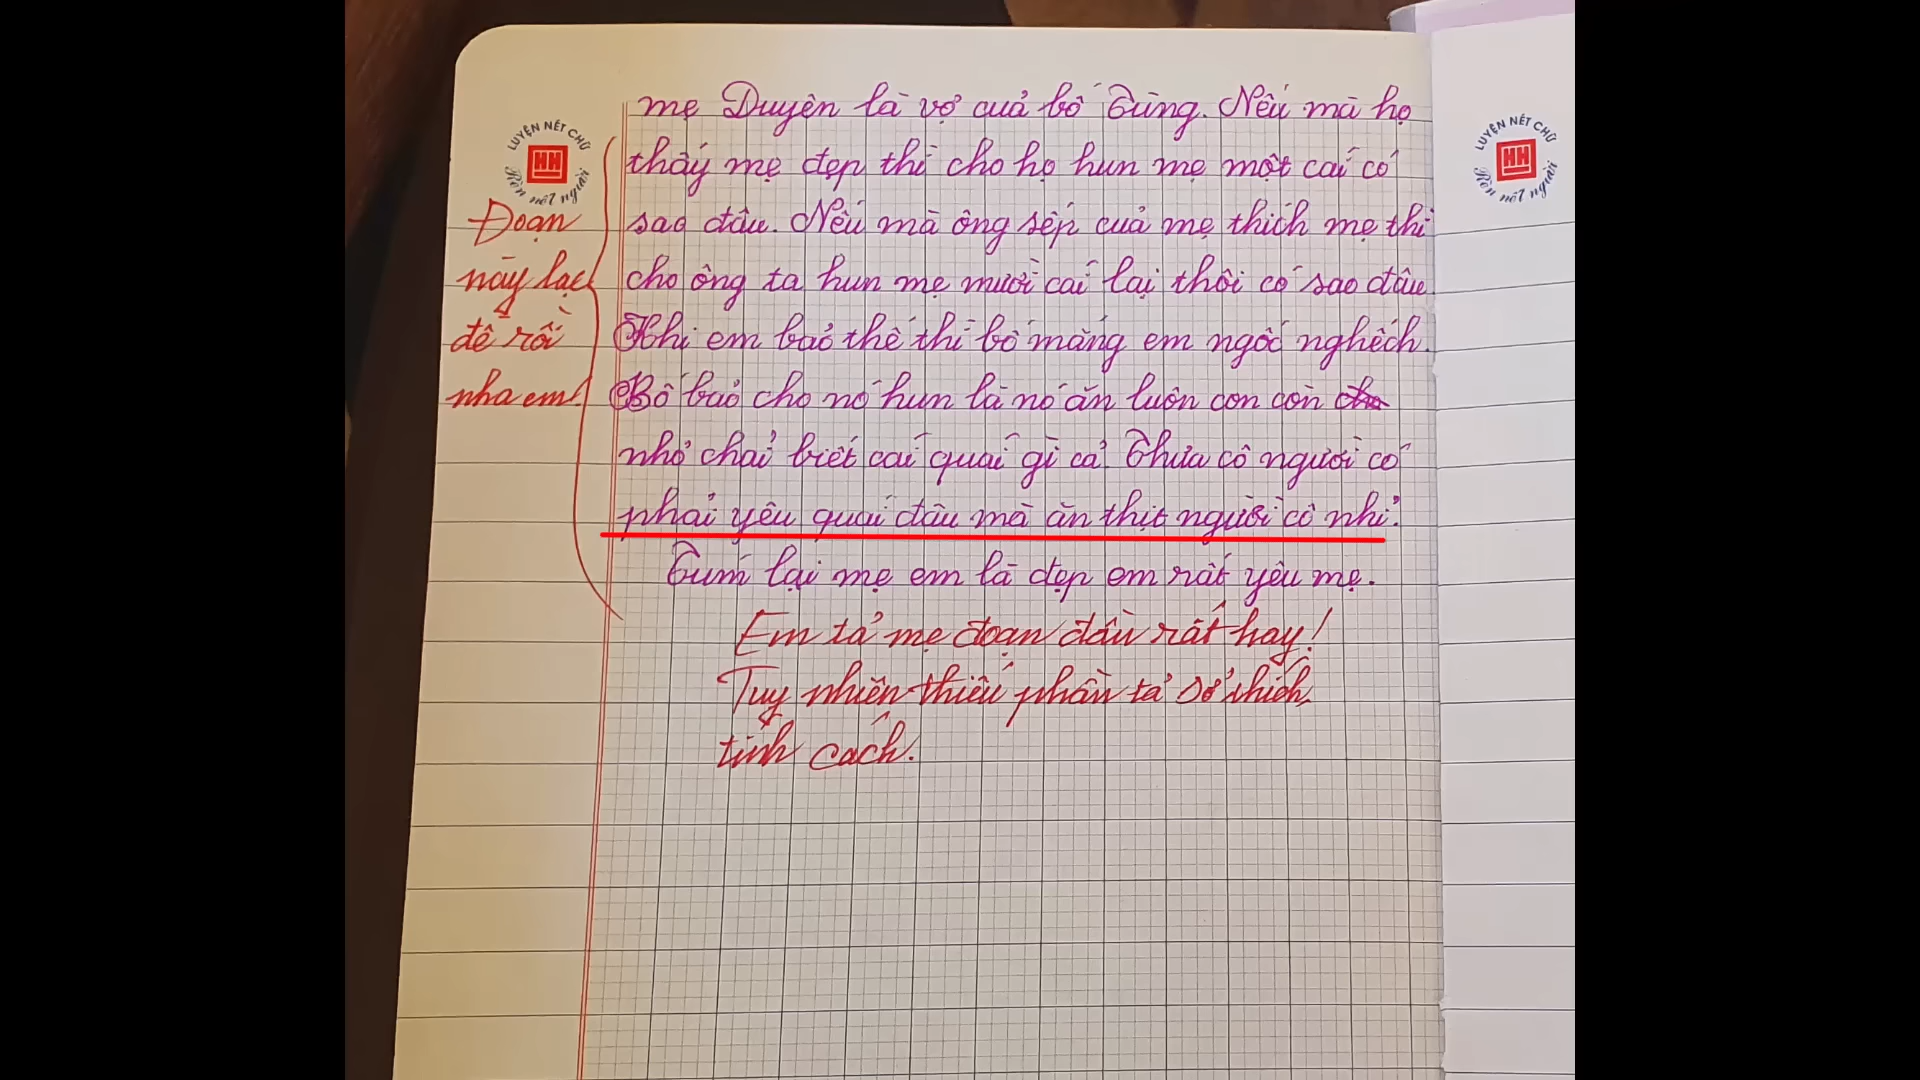 mẹ Duyên là vợ của bố Tùng. Nếu mà họ
thấy mẹ đẹp thì cho họ hun mẹ một cái có
sao đâu. Nếu mà ông sếp của mẹ thích mẹ thì
cho ông ta hun mẹ mười cái lại thôi có sao đâu.
Khi em bảo thế thì bố mắng em ngốc nghếch.
Bố bảo cho nó hun là nó ăn luôn con còn
nhỏ chả biết cái quái gì cả. Thưa cô người có
phải yêu quái đâu mà ăn thịt người cô nhỉ?
Túm lại mẹ em là đẹp em rất yêu mẹ.
Đoạn
này lạc
đề rồi
nha em!
Em tả mẹ đoạn đầu rất hay!
Tuy nhiên thiếu phần tả sở thích,
tính cách.
LUYỆN NÉT CHỮ
HH
Rèn nết người
LUYỆN NÉT CHỮ
HH
Rèn nết người